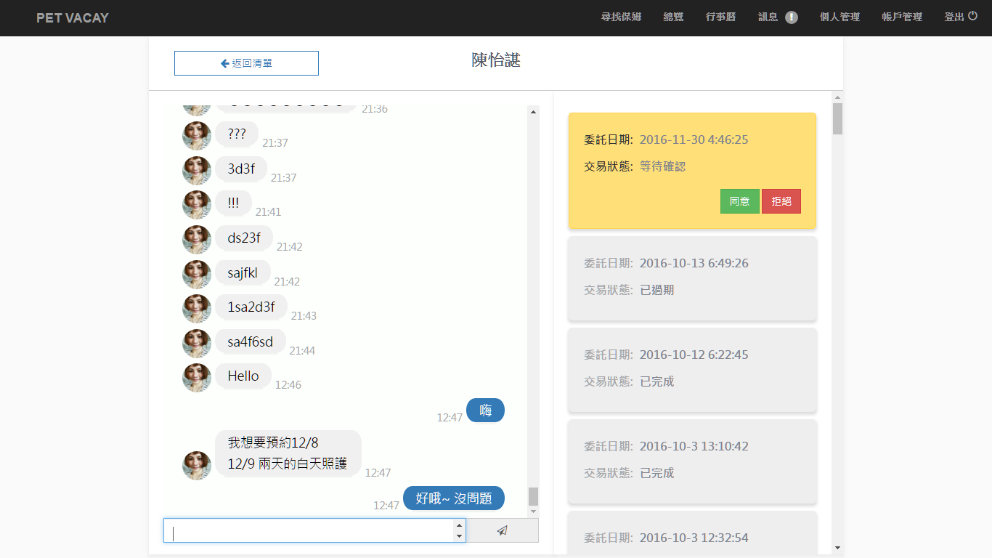 PET VACAY
尋找保姆 總覽 行事曆 訊息 ! 個人管理 帳戶管理 登出
返回清單
陳怡諶
21:36
???
21:37
3d3f
21:37
!!!
21:41
ds23f
21:42
sajfkl
21:42
1sa2d3f
21:43
sa4f6sd
21:44
Hello
12:46
12:47 嗨
我想要預約12/8
12/9 兩天的白天照護
12:47
12:47 好哦~ 沒問題
委託日期: 2016-11-30 4:46:25
交易狀態: 等待確認
同意 拒絕
委託日期: 2016-10-13 6:49:26
交易狀態: 已過期
委託日期: 2016-10-12 6:22:45
交易狀態: 已完成
委託日期: 2016-10-3 13:10:42
交易狀態: 已完成
委託日期: 2016-10-3 12:32:54